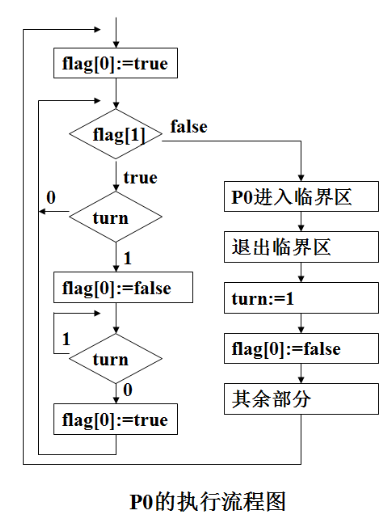 flag[0]:=true
flag[1]
false
true
0
turn
1
flag[0]:=false
1
turn
0
flag[0]:=true
P0进入临界区
退出临界区
turn:=1
flag[0]:=false
其余部分
P0的执行流程图